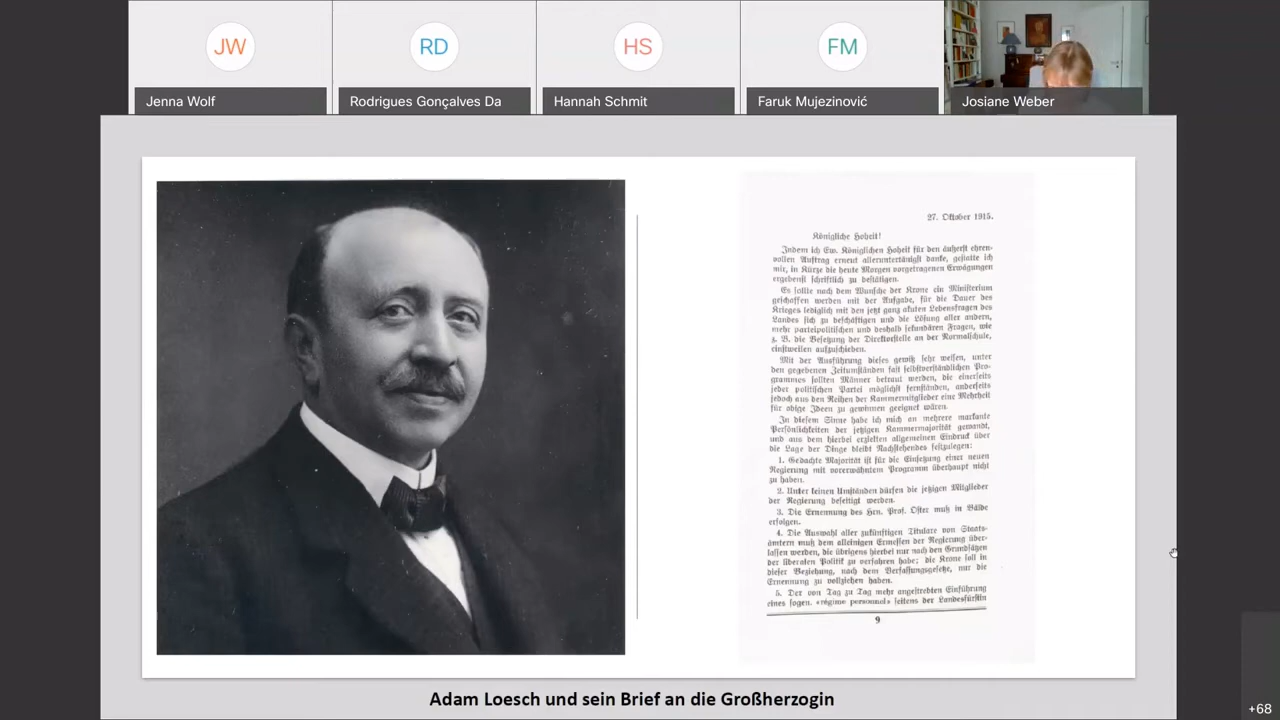 JW
RD
HS
FM
Jenna Wolf
Rodrigues Gonçalves Da
Hannah Schmit
Faruk Mujezinović
Josiane Weber
27. Oktober 1915.
Königliche Hoheit!
Indem ich Ew. Königlichen Hoheit für den äußerst ehren-
vollen Auftrag erneut alleruntertänigst danke, gestatte ich
mir, in Kürze die heute Morgen vorgetragenen Erwägungen
ergebenst schriftlich zu bestätigen.
Es sollte nach dem Wunsche der Krone ein Ministerium
geschaffen werden mit der Aufgabe, für die Dauer des
Krieges lediglich mit den jetzt ganz akuten Lebensfragen des
Landes sich zu beschäftigen und die Lösung aller andern,
mehr parteipolitischen und deshalb sekundären Fragen, wie
z. B. die Besetzung der Direktorstelle an der Normalschule,
einstweilen aufzuschieben.
Mit der Ausführung dieses gewiß sehr weisen, unter
den gegebenen Zeitumständen fast selbstverständlichen Pro-
grammes sollten Männer betraut werden, die einerseits
jeder politischen Partei möglichst fernständen, anderseits
jedoch aus den Reihen der Kammermitglieder eine Mehrheit
für obige Ideen zu gewinnen geeignet wären.
In diesem Sinne habe ich mich an mehrere markante
Persönlichkeiten der jetzigen Kammermajorität gewandt,
und aus dem hierbei erzielten allgemeinen Eindruck über
die Lage der Dinge bleibt Nachstehendes festzulegen:
1. Gedachte Majorität ist für die Einsetzung einer neuen
Regierung mit vorerwähntem Programm überhaupt nicht
zu haben.
2. Unter keinen Umständen dürfen die jetzigen Mitglieder
der Regierung beseitigt werden.
3. Die Ernennung des Hrn. Prof. Oster muß in Bälde
erfolgen.
4. Die Auswahl aller zukünftigen Titulare von Staats-
ämtern muß dem alleinigen Ermessen der Regierung über-
lassen werden, die übrigens hierbei nur nach den Grundsätzen
der liberalen Politik zu verfahren habe; die Krone soll in
dieser Beziehung, nach dem Verfassungsgesetze, nur die
Ernennung zu vollziehen haben.
5. Der von Tag zu Tag mehr angestrebten Einführung
eines sogen. «régime personnel» seitens der Landesfürstin
9
Adam Loesch und sein Brief an die Großherzogin
+68